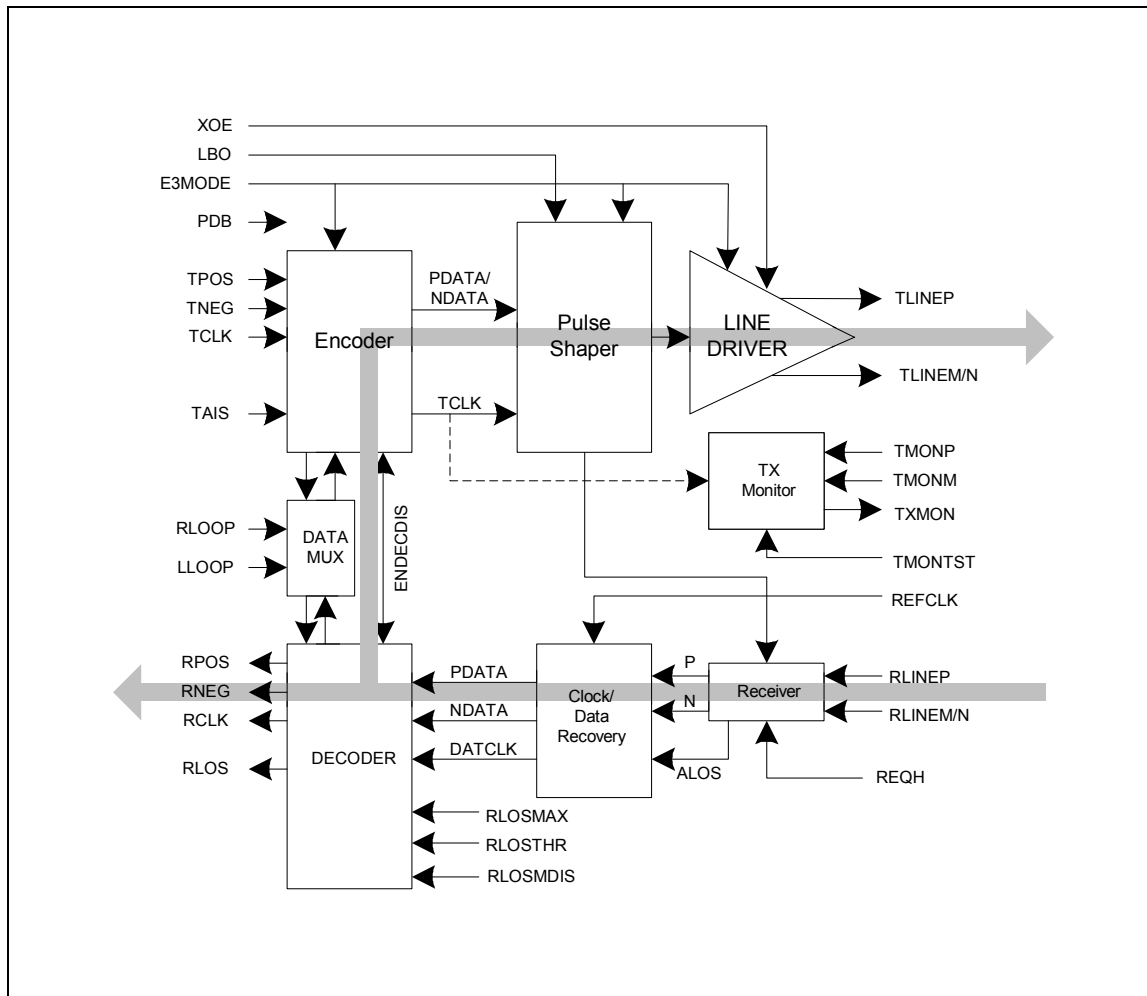 XOE
LBO
E3MODE
PDB
TPOS
TNEG
TCLK
TAIS
Encoder
PDATA/
NDATA
TCLK
Pulse
Shaper
LINE
DRIVER
TLINEP
TLINEM/N
TX
Monitor
TMONP
TMONM
TXMON
TMONTST
RLOOP
LLOOP
DATA
MUX
ENDECDIS
REFCLK
RPOS
RNEG
RCLK
RLOS
DECODER
PDATA
NDATA
DATCLK
Clock/
Data
Recovery
P
N
ALOS
Receiver
RLINEP
RLINEM/N
REQH
RLOSMAX
RLOSTHR
RLOSMDIS